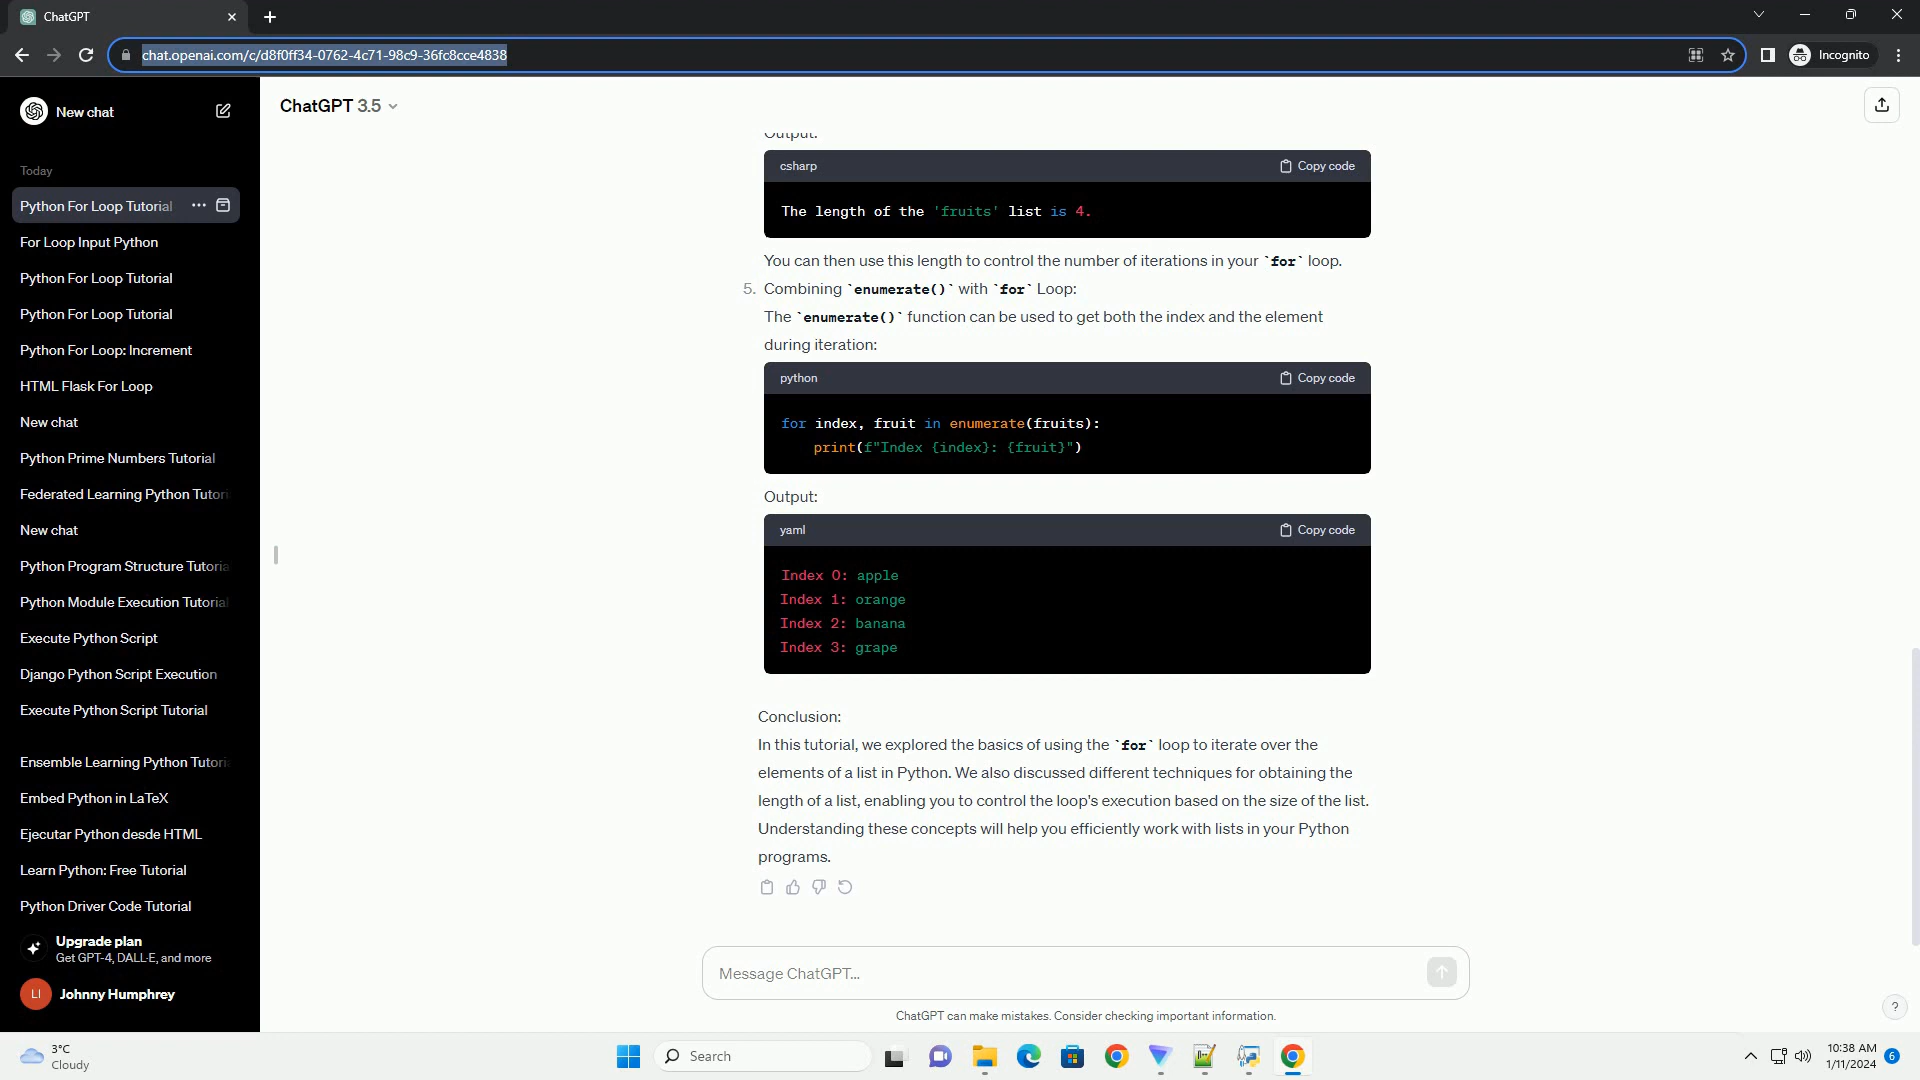 ChatGPT
chat.openai.com/c/d8f0ff34-0762-4c71-98c9-36fc8cce4838
Incognito
New chat
Today
Python For Loop Tutorial
For Loop Input Python
Python For Loop Tutorial
Python For Loop Tutorial
Python For Loop: Increment
HTML Flask For Loop
New chat
Python Prime Numbers Tutorial
Federated Learning Python Tutori
New chat
Python Program Structure Tutoria
Python Module Execution Tutorial
Execute Python Script
Django Python Script Execution
Execute Python Script Tutorial
Ensemble Learning Python Tutori
Embed Python in LaTeX
Ejecutar Python desde HTML
Learn Python: Free Tutorial
Python Driver Code Tutorial
Upgrade plan
Get GPT-4, DALL·E, and more
LI Johnny Humphrey
ChatGPT 3.5
Output:
csharp Copy code
The length of the 'fruits' list is 4.
You can then use this length to control the number of iterations in your `for` loop.
5. Combining `enumerate()` with `for` Loop:
The `enumerate()` function can be used to get both the index and the element
during iteration:
python Copy code
for index, fruit in enumerate(fruits):
print(f"Index {index}: {fruit}")
Output:
yaml Copy code
Index 0: apple
Index 1: orange
Index 2: banana
Index 3: grape
Conclusion:
In this tutorial, we explored the basics of using the `for` loop to iterate over the
elements of a list in Python. We also discussed different techniques for obtaining the
length of a list, enabling you to control the loop's execution based on the size of the list.
Understanding these concepts will help you efficiently work with lists in your Python
programs.
Message ChatGPT...
ChatGPT can make mistakes. Consider checking important information.
?
3°C
Cloudy
Search
10:38 AM
1/11/2024
6